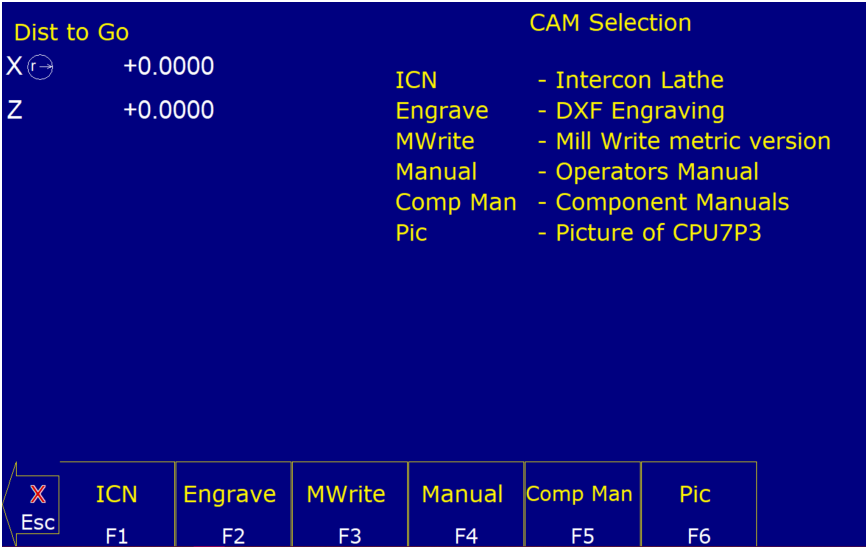 Dist to Go
X r +0.0000
Z +0.0000
CAM Selection
ICN - Intercon Lathe
Engrave - DXF Engraving
MWrite - Mill Write metric version
Manual - Operators Manual
Comp Man - Component Manuals
Pic - Picture of CPU7P3
X ICN Engrave MWrite Manual Comp Man Pic
Esc F1 F2 F3 F4 F5 F6